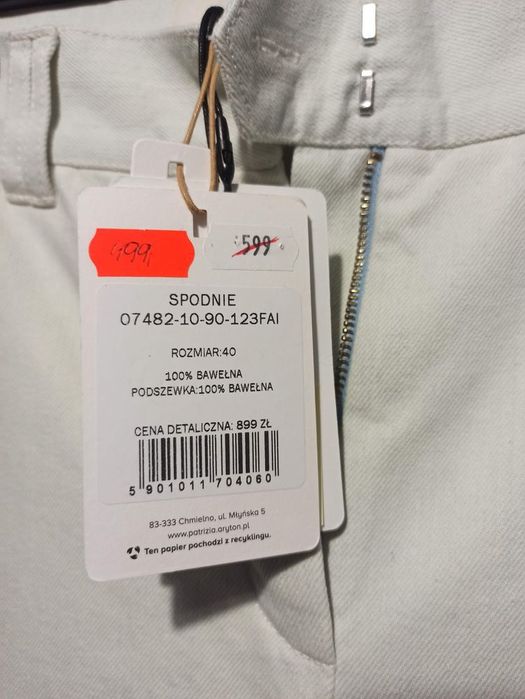 499,-
599
SPODNIE
07482-10-90-123FAI
ROZMIAR:40
100% BAWEŁNA
PODSZEWKA:100% BAWEŁNA
CENA DETALICZNA: 899 ZŁ
5 901011 704060
83-333 Chmielno, ul. Młyńska 5
www.patrizia.aryton.pl
Ten papier pochodzi z recyklingu.